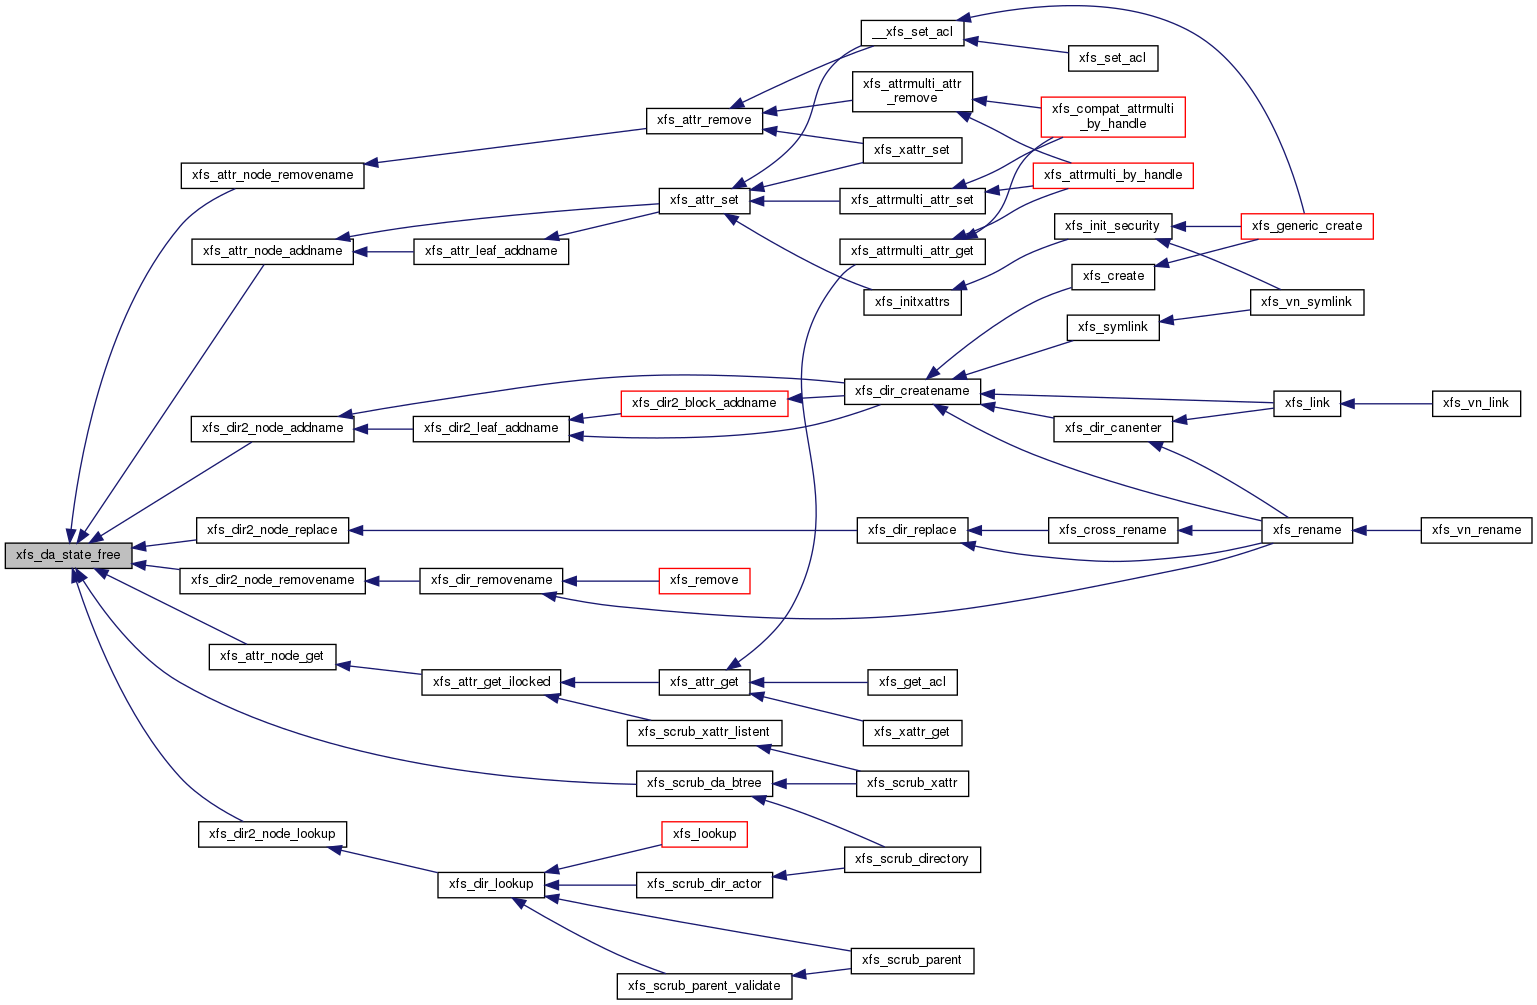 __xfs_set_acl
xfs_set_acl
xfs_attrmulti_attr
_remove
xfs_compat_attrmulti
_by_handle
xfs_attr_remove
xfs_xattr_set
xfs_attr_node_removename
xfs_attrmulti_by_handle
xfs_attr_set
xfs_attrmulti_attr_set
xfs_init_security
xfs_generic_create
xfs_attr_node_addname
xfs_attr_leaf_addname
xfs_attrmulti_attr_get
xfs_create
xfs_initxattrs
xfs_vn_symlink
xfs_symlink
xfs_dir_createname
xfs_dir2_block_addname
xfs_link
xfs_vn_link
xfs_dir2_node_addname
xfs_dir2_leaf_addname
xfs_dir_canenter
xfs_dir2_node_replace
xfs_dir_replace
xfs_cross_rename
xfs_rename
xfs_vn_rename
xfs_da_state_free
xfs_dir2_node_removename
xfs_dir_removename
xfs_remove
xfs_attr_node_get
xfs_attr_get_ilocked
xfs_attr_get
xfs_get_acl
xfs_scrub_xattr_listent
xfs_xattr_get
xfs_scrub_da_btree
xfs_scrub_xattr
xfs_dir2_node_lookup
xfs_lookup
xfs_scrub_directory
xfs_dir_lookup
xfs_scrub_dir_actor
xfs_scrub_parent
xfs_scrub_parent_validate